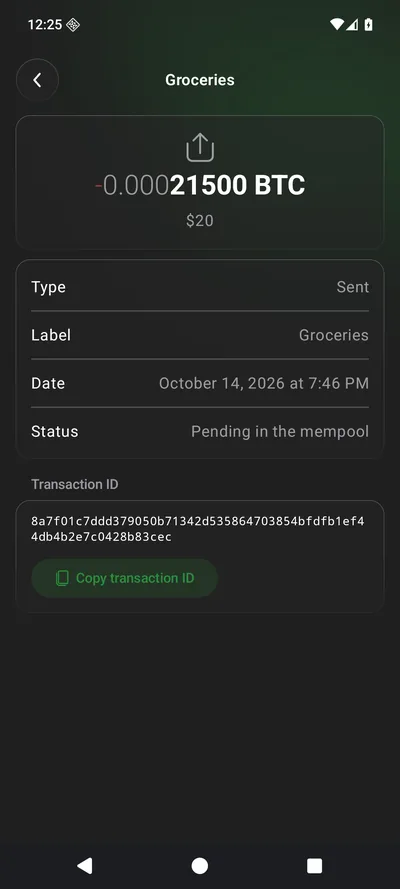 12:25
Groceries
-0.00021500 BTC
$20
Type Sent
Label Groceries
Date October 14, 2026 at 7:46 PM
Status Pending in the mempool
Transaction ID
8a7f01c7ddd379050b71342d535864703854bfdfb1ef4
4db4b2e7c0428b83cec
Copy transaction ID